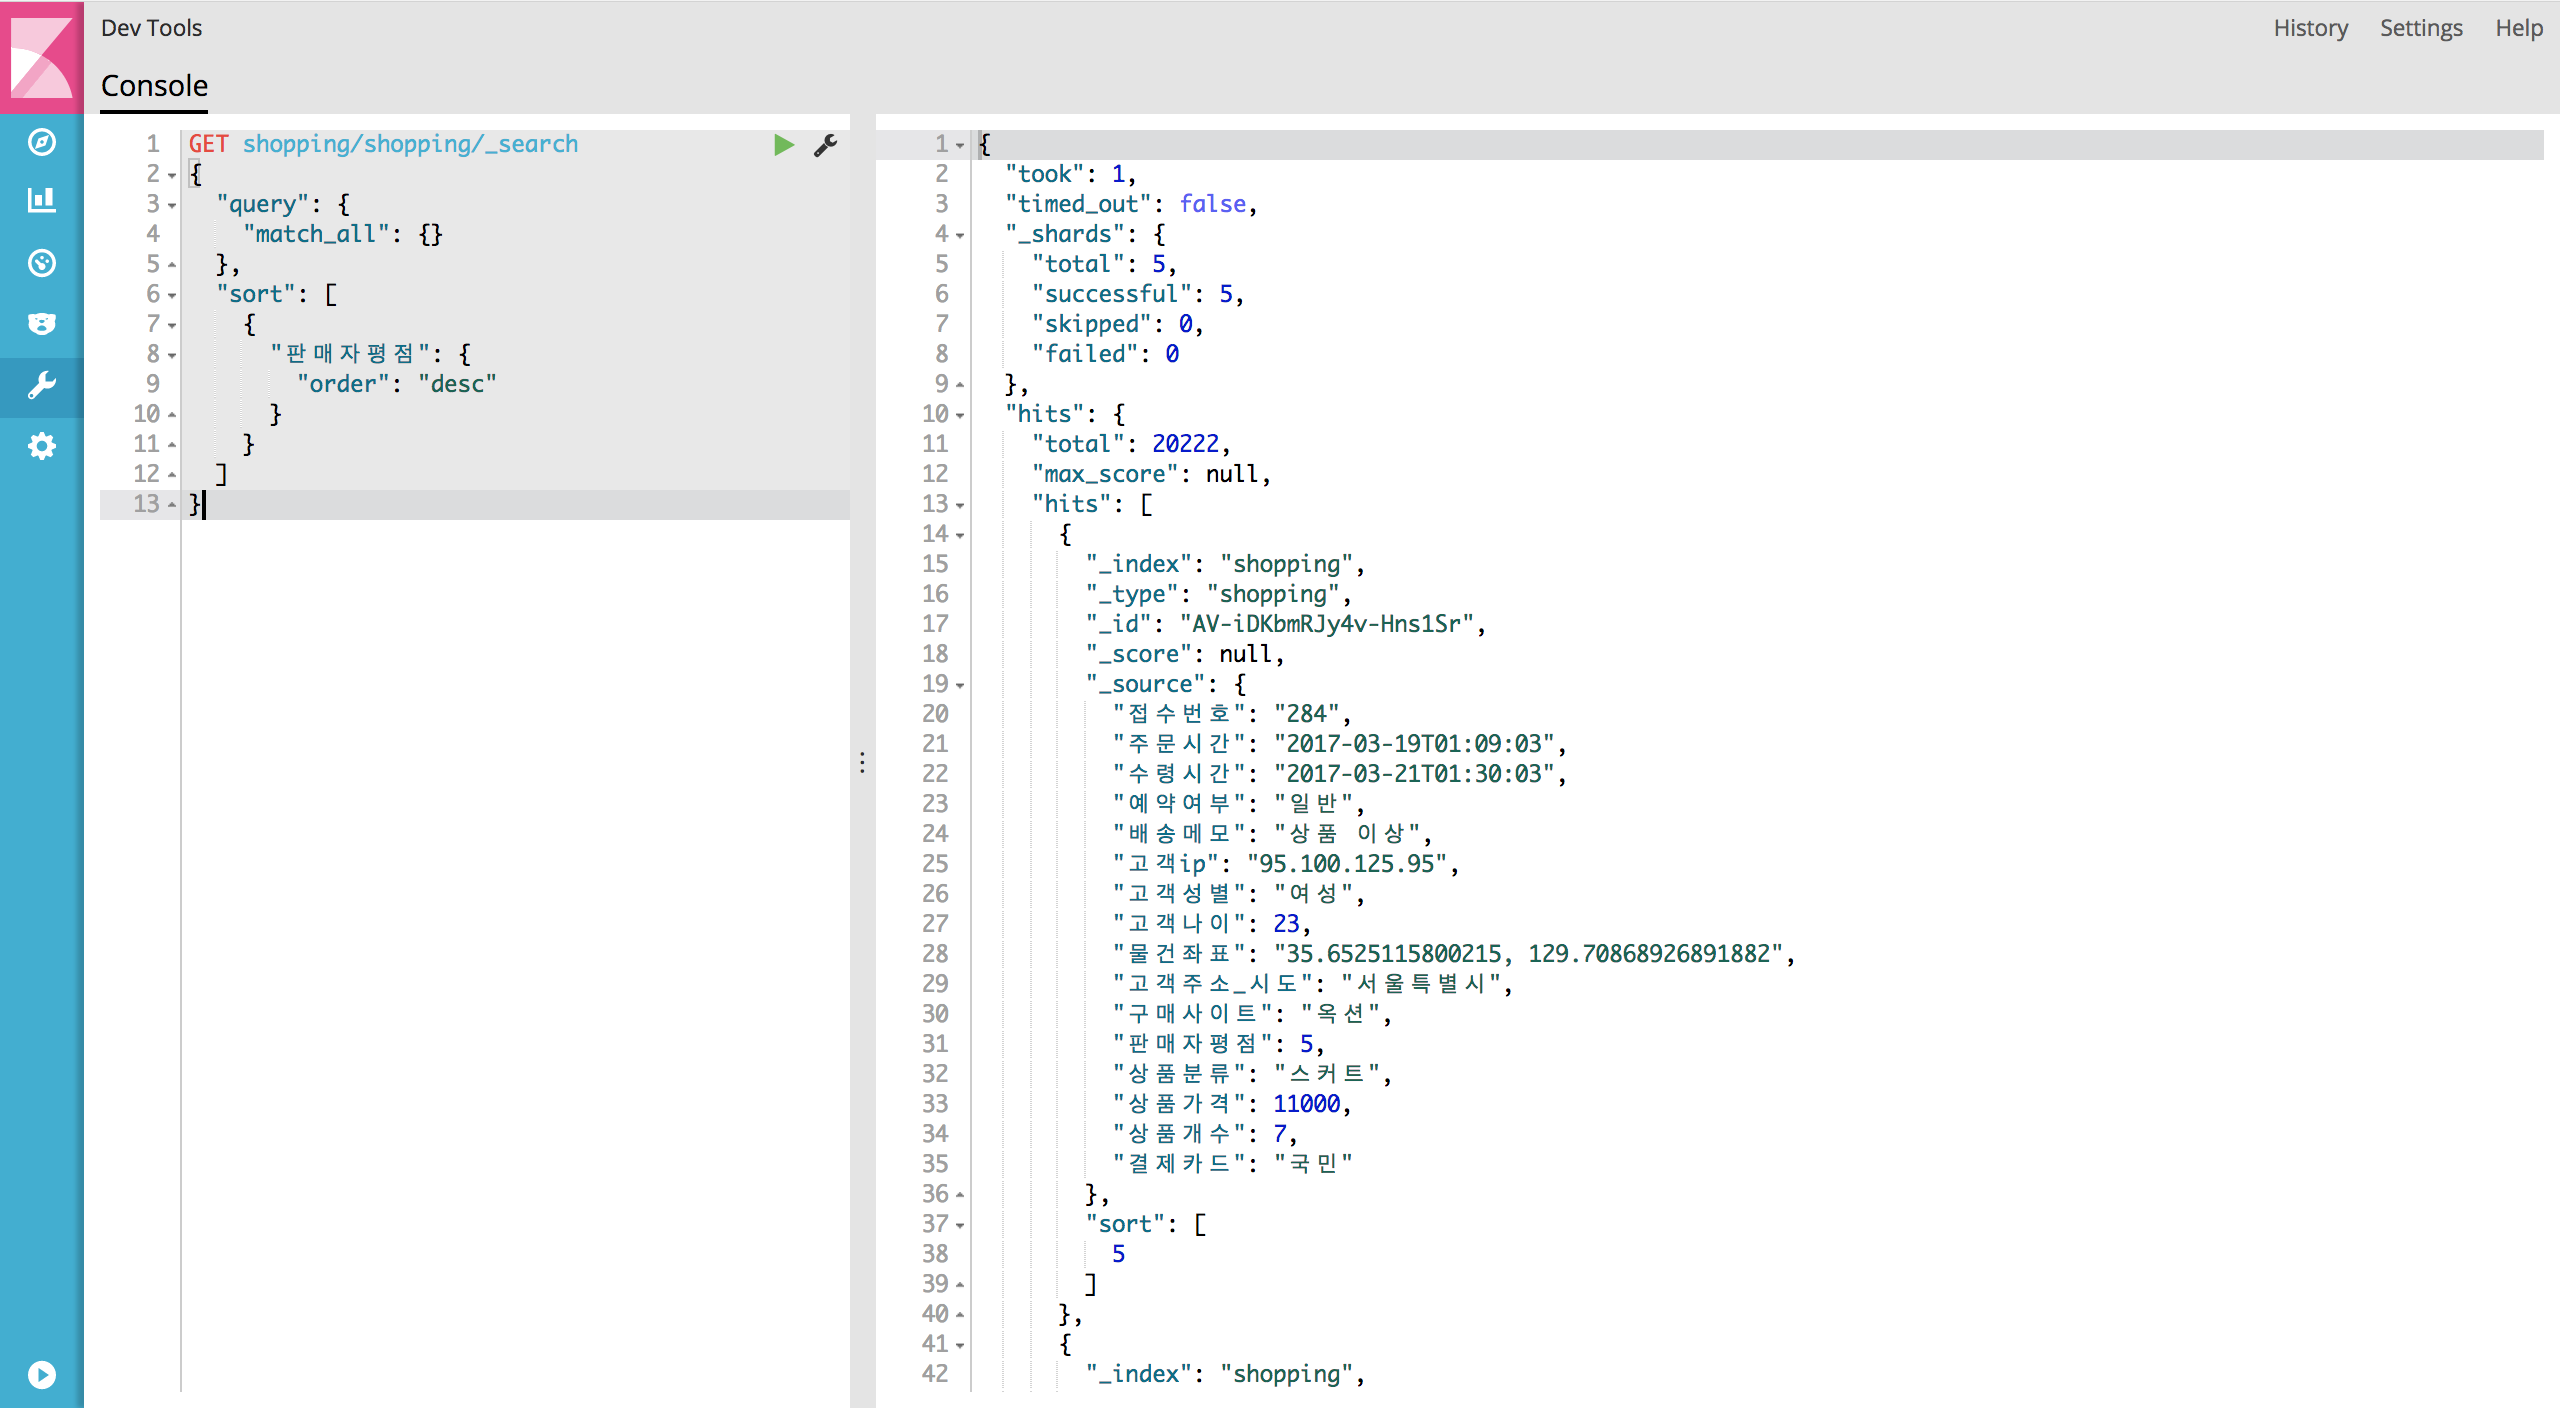 Dev Tools
History Settings Help
Console
1 GET shopping/shopping/_search
2 {
3 "query": {
4 "match_all": {}
5 },
6 "sort": [
7 {
8 "판매자평점": {
9 "order": "desc"
10 }
11 }
12 ]
13 }
1 {
2 "took": 1,
3 "timed_out": false,
4 "_shards": {
5 "total": 5,
6 "successful": 5,
7 "skipped": 0,
8 "failed": 0
9 },
10 "hits": {
11 "total": 20222,
12 "max_score": null,
13 "hits": [
14 {
15 "_index": "shopping",
16 "_type": "shopping",
17 "_id": "AV-iDKbmRJy4v-Hns1Sr",
18 "_score": null,
19 "_source": {
20 "접수번호": "284",
21 "주문시간": "2017-03-19T01:09:03",
22 "수령시간": "2017-03-21T01:30:03",
23 "예약여부": "일반",
24 "배송메모": "상품 이상",
25 "고객ip": "95.100.125.95",
26 "고객성별": "여성",
27 "고객나이": 23,
28 "물건좌표": "35.6525115800215, 129.70868926891882",
29 "고객주소_시도": "서울특별시",
30 "구매사이트": "옥션",
31 "판매자평점": 5,
32 "상품분류": "스커트",
33 "상품가격": 11000,
34 "상품개수": 7,
35 "결제카드": "국민"
36 },
37 "sort": [
38 5
39 ]
40 },
41 {
42 "_index": "shopping",